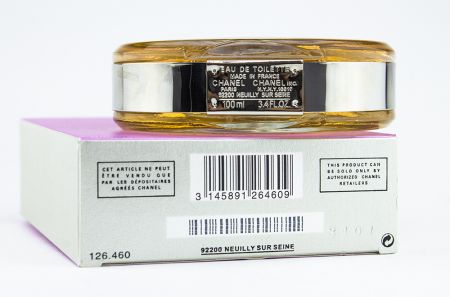 EAU DE TOILETTE
MADE IN FRANCE
CHANEL CHANEL INC.
PARIS N.Y.N.Y.10017
92200 NEUILLY SUR SEINE
100 ml 3.4 FL.OZ
CET ARTICLE NE PEUT
ÊTRE VENDU QUE
PAR LES DÉPOSITAIRES
AGRÉÉS CHANEL
3 145891 264609
THIS PRODUCT CAN
BE SOLD ONLY BY
AUTHORIZED CHANEL
RETAILERS
126.460
92200 NEUILLY SUR SEINE